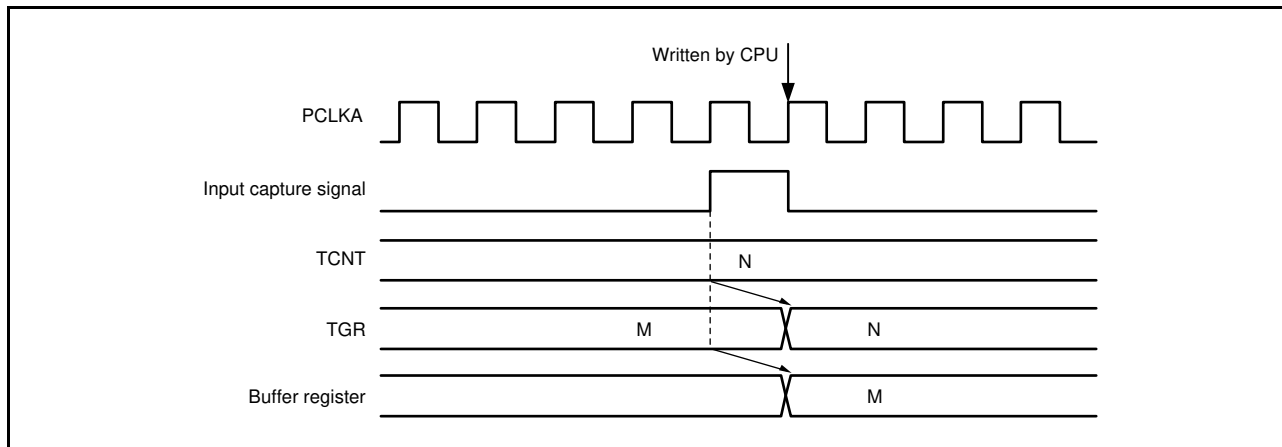 Written by CPU
PCLKA
Input capture signal
TCNT
N
TGR
M
N
Buffer register
M